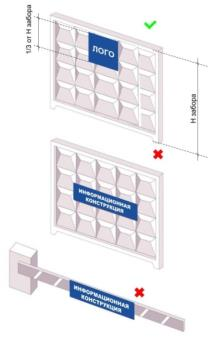 1/3 от Н забора
ЛОГО
Н забора
ИНФОРМАЦИОННАЯ
КОНСТРУКЦИЯ
ИНФОРМАЦИОННАЯ
КОНСТРУКЦИЯ